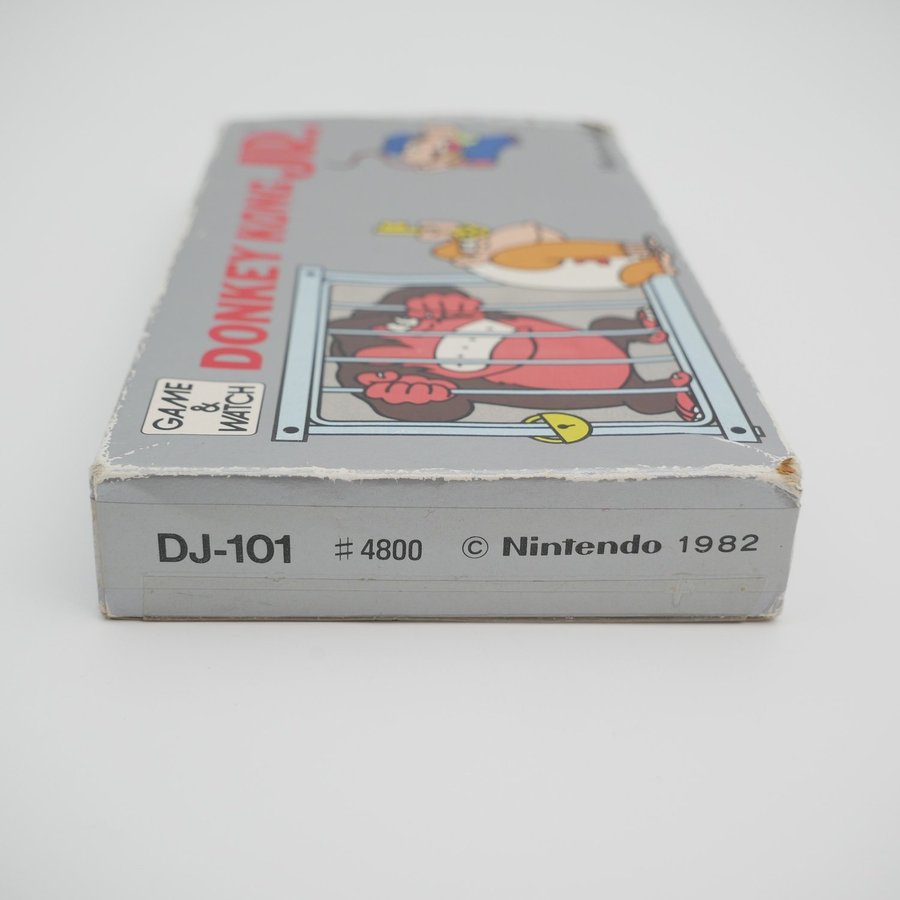 DONKEY KONG JR.
GAME
&
WATCH
DJ-101 #4800 © Nintendo 1982